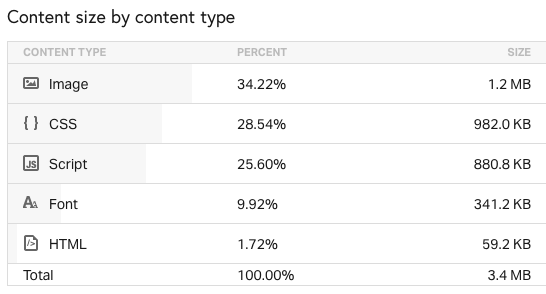 Content size by content type
CONTENT TYPE PERCENT SIZE
Image 34.22% 1.2 MB
{ } CSS 28.54% 982.0 KB
JS Script 25.60% 880.8 KB
AA Font 9.92% 341.2 KB
</> HTML 1.72% 59.2 KB
Total 100.00% 3.4 MB